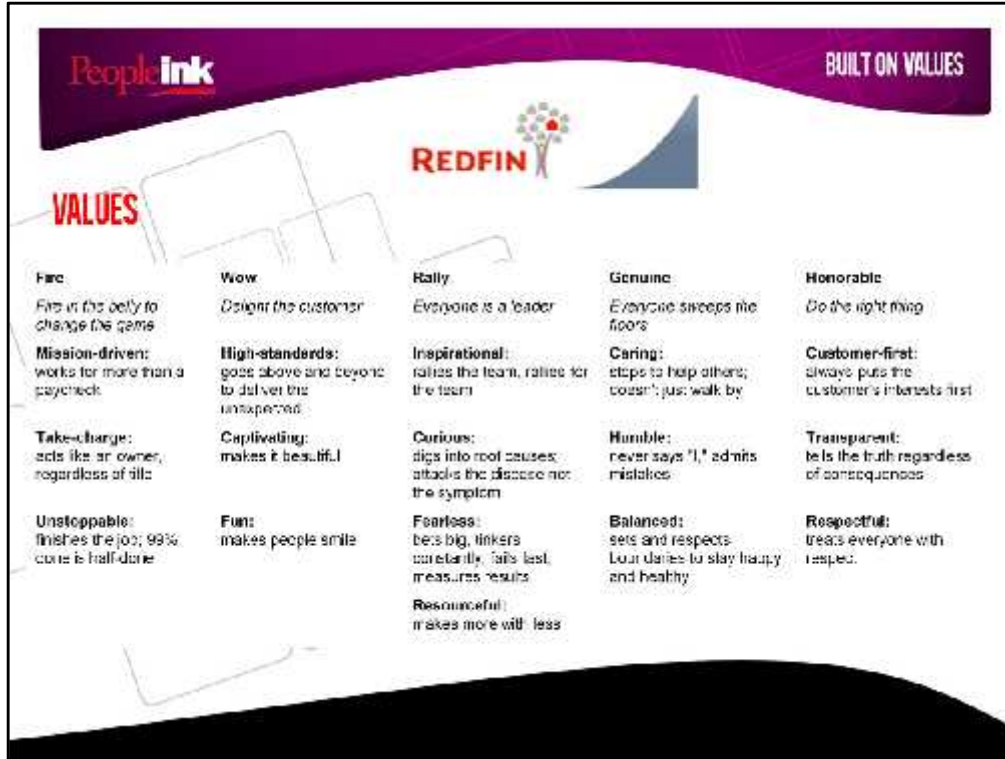 People ink
BUILT ON VALUES
REDFIN
VALUES
Fire
Fire in the belly to
change the game
Mission-driven:
works for more than a
paycheck
Take-charge:
acts like an owner,
regardless of title
Unstoppable:
finishes the job; 99%
done is half-done
Wow
Delight the customer
High-standards:
goes above and beyond
to deliver the
unexpected
Captivating:
makes it beautiful
Fun:
makes people smile
Rally
Everyone is a leader
Inspirational:
rallies the team, rallies for
the team
Curious:
digs into root causes;
attacks the disease not
the symptom
Fearless:
bets big, tinkers
constantly, fails fast,
measures results
Resourceful:
makes more with less
Genuine
Everyone sweeps the
floors
Caring:
stops to help others;
doesn't just walk by
Humble:
never says "I," admits
mistakes
Balanced:
sets and respects
boundaries to stay happy
and healthy
Honorable
Do the right thing
Customer-first:
always puts the
customer's interests first
Transparent:
tells the truth regardless
of consequences
Respectful:
treats everyone with
respect